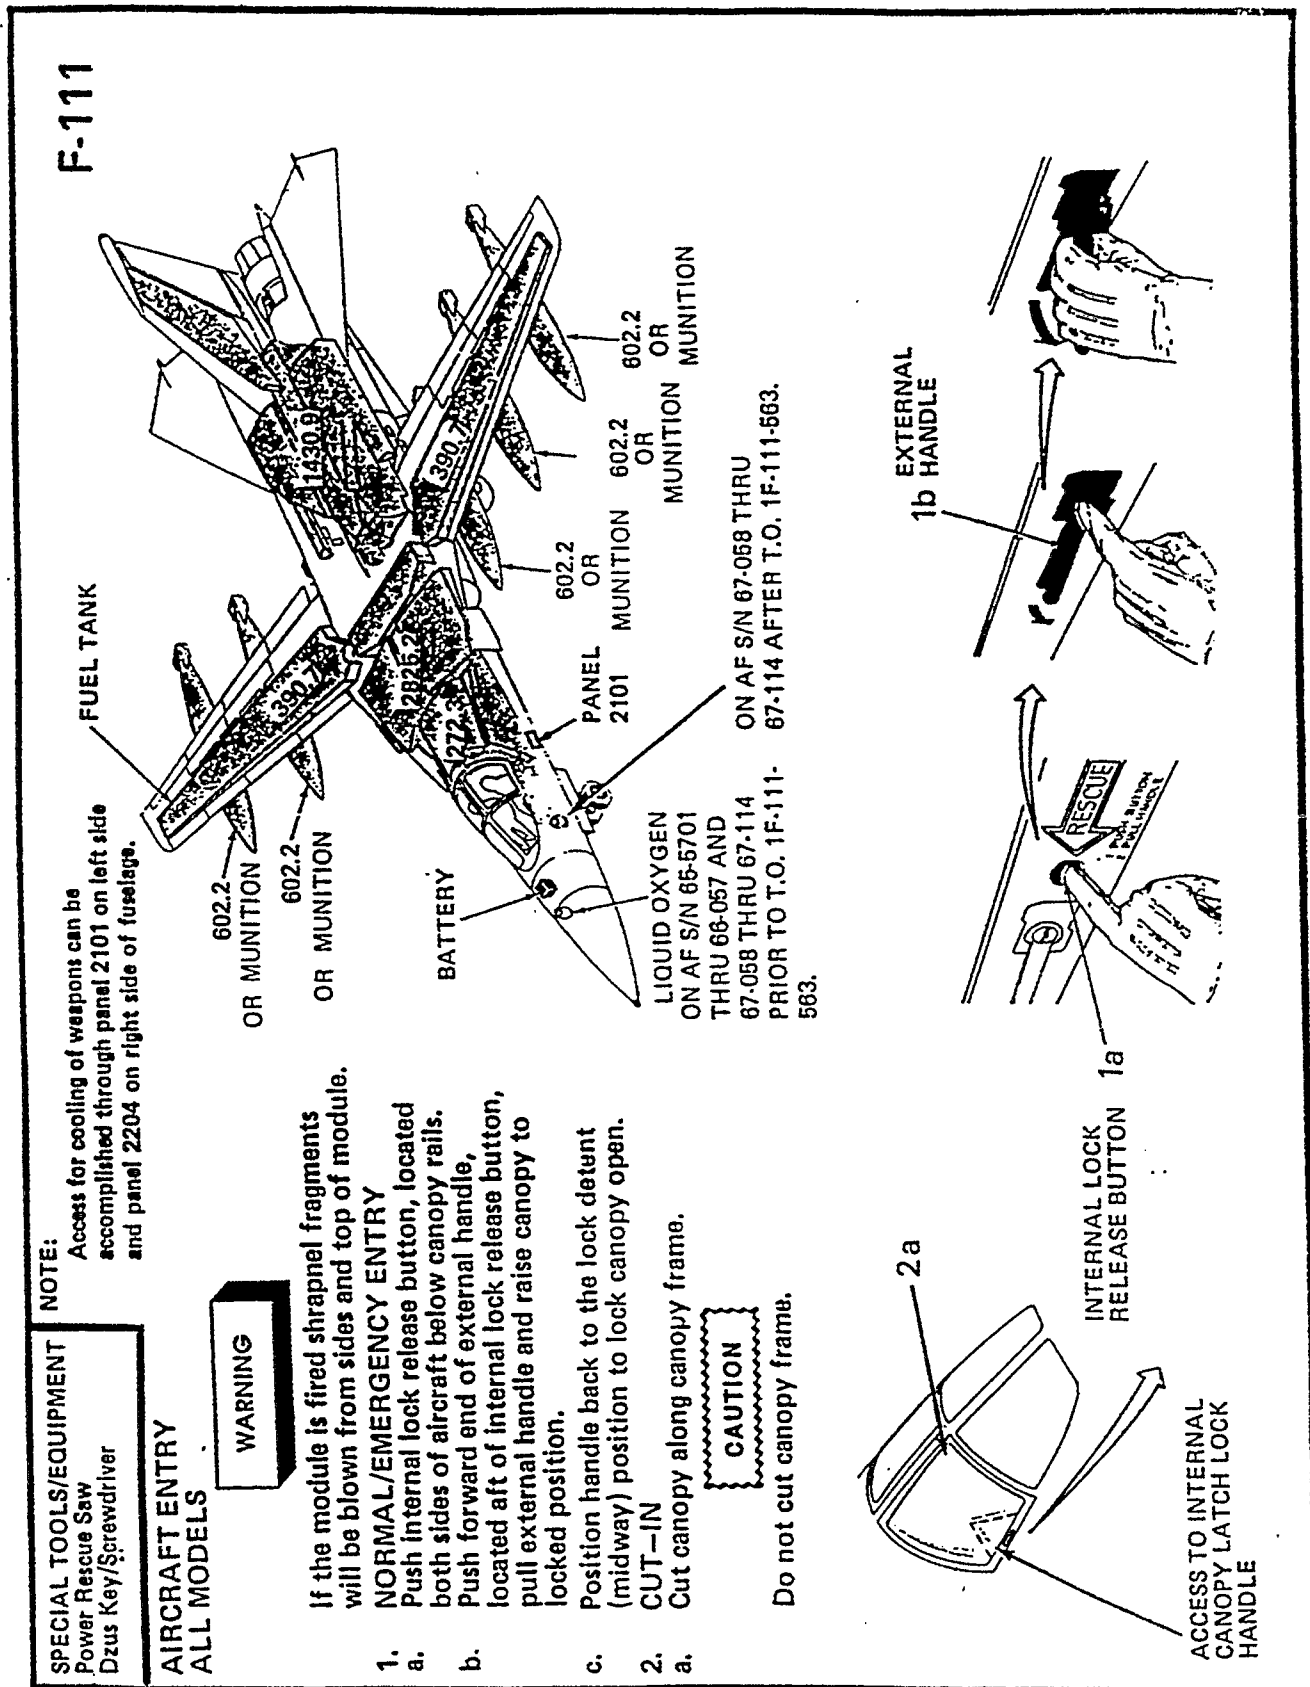 F-111
SPECIAL TOOLS/EQUIPMENT
Power Rescue Saw
Dzus Key/Screwdriver
NOTE:
Access for cooling of weapons can be
accomplished through panel 2101 on left side
and panel 2204 on right side of fuselage.
AIRCRAFT ENTRY
ALL MODELS
WARNING
If the module is fired shrapnel fragments
will be blown from sides and top of module.
1. NORMAL/EMERGENCY ENTRY
a. Push internal lock release button, located
both sides of aircraft below canopy rails.
b. Push forward end of external handle,
located aft of internal lock release button,
pull external handle and raise canopy to
locked position.
c. Position handle back to the lock detent
(midway) position to lock canopy open.
2. CUT–IN
a. Cut canopy along canopy frame.
CAUTION
Do not cut canopy frame.
FUEL TANK
602.2
OR MUNITION
602.2
OR MUNITION
390.7
1430.9
390.7
2825.2
272.3
BATTERY
LIQUID OXYGEN
ON AF S/N 65-5701
THRU 66-057 AND
67-058 THRU 67-114
PRIOR TO T.O. 1F-111-
563.
PANEL
2101
602.2
OR
MUNITION
602.2
OR
MUNITION
602.2
OR
MUNITION
ON AF S/N 67-058 THRU
67-114 AFTER T.O. 1F-111-563.
2a
ACCESS TO INTERNAL
CANOPY LATCH LOCK
HANDLE
INTERNAL LOCK
RELEASE BUTTON
1a
RESCUE
PUSH BUTTON
PULL HANDLE
EXTERNAL
1b HANDLE